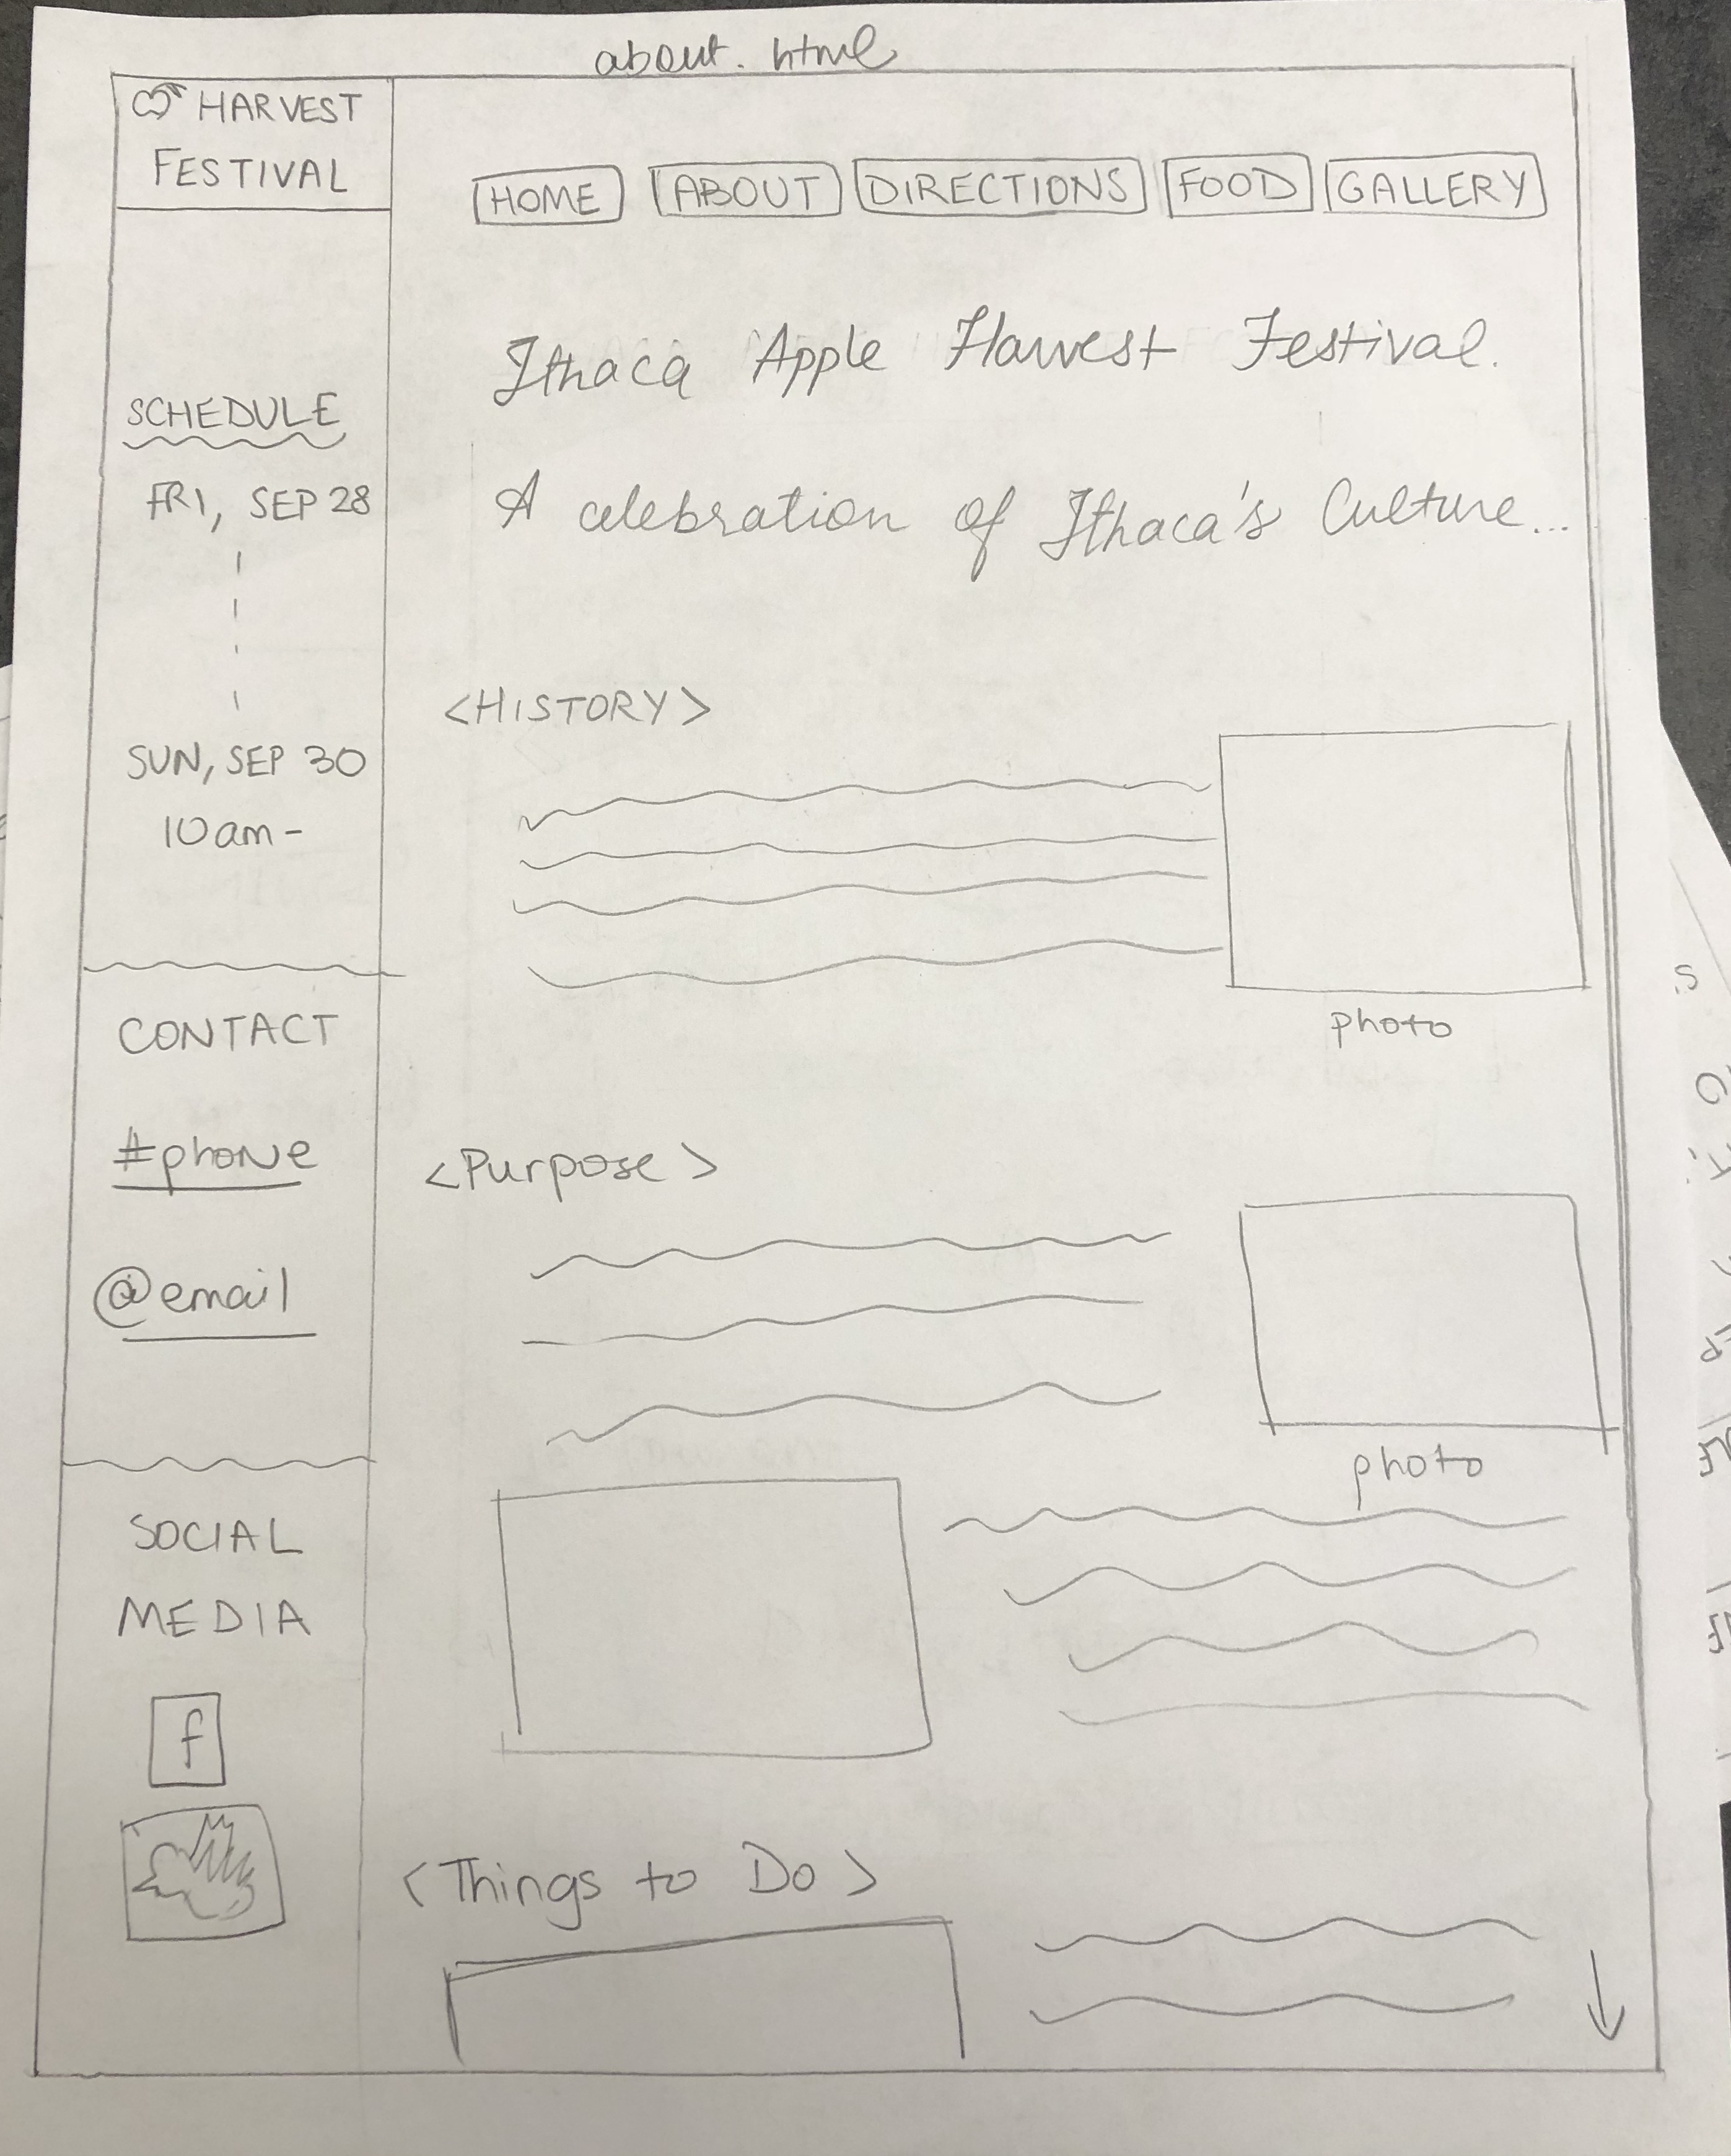 about.html
HARVEST
FESTIVAL
HOME ABOUT DIRECTIONS FOOD GALLERY
Ithaca Apple Harvest Festival.
A celebration of Ithaca's Culture...
SCHEDULE
FRI, SEP 28
SUN, SEP 30
10am-
CONTACT
#phone
@email
SOCIAL
MEDIA
f
<HISTORY>
photo
<Purpose>
photo
<Things to Do>